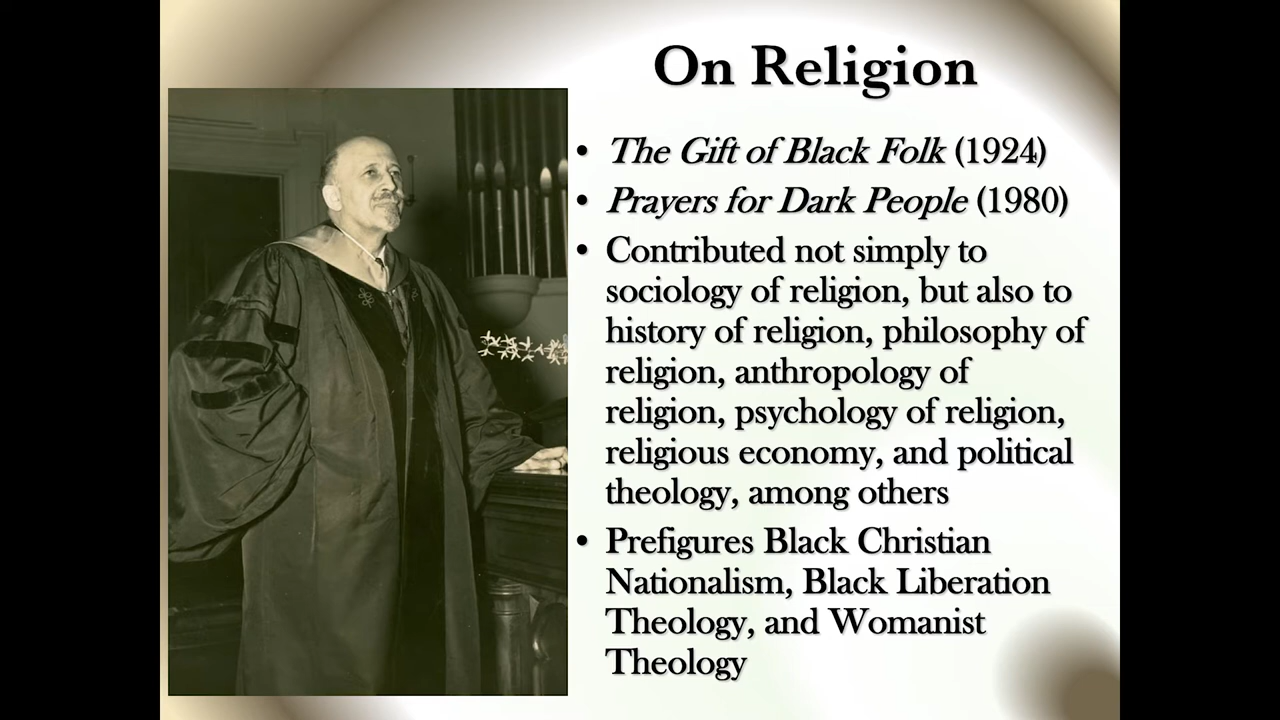 On Religion
• The Gift of Black Folk (1924)
• Prayers for Dark People (1980)
• Contributed not simply to
sociology of religion, but also to
history of religion, philosophy of
religion, anthropology of
religion, psychology of religion,
religious economy, and political
theology, among others
• Prefigures Black Christian
Nationalism, Black Liberation
Theology, and Womanist
Theology